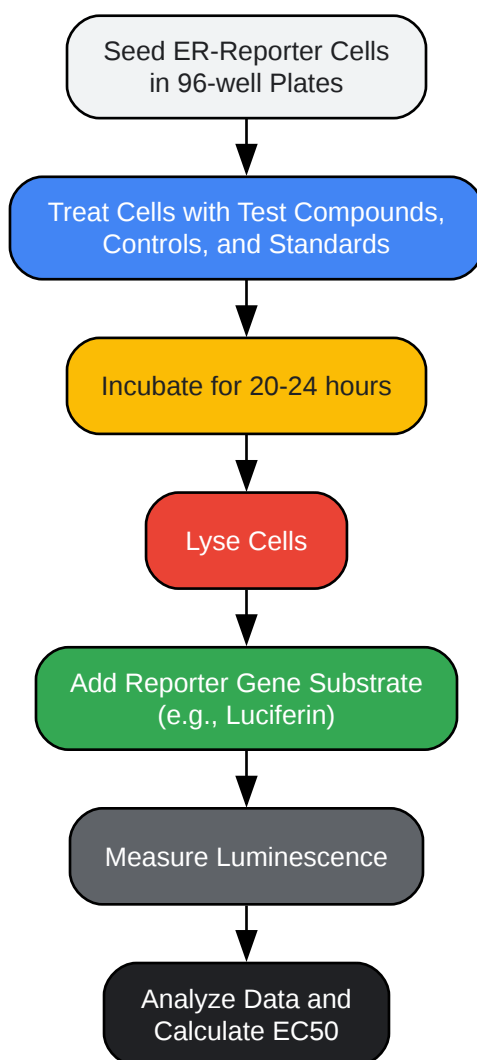 Seed ER-Reporter Cells
in 96-well Plates
Treat Cells with Test Compounds,
Controls, and Standards
Incubate for 20-24 hours
Lyse Cells
Add Reporter Gene Substrate
(e.g., Luciferin)
Measure Luminescence
Analyze Data and
Calculate EC50